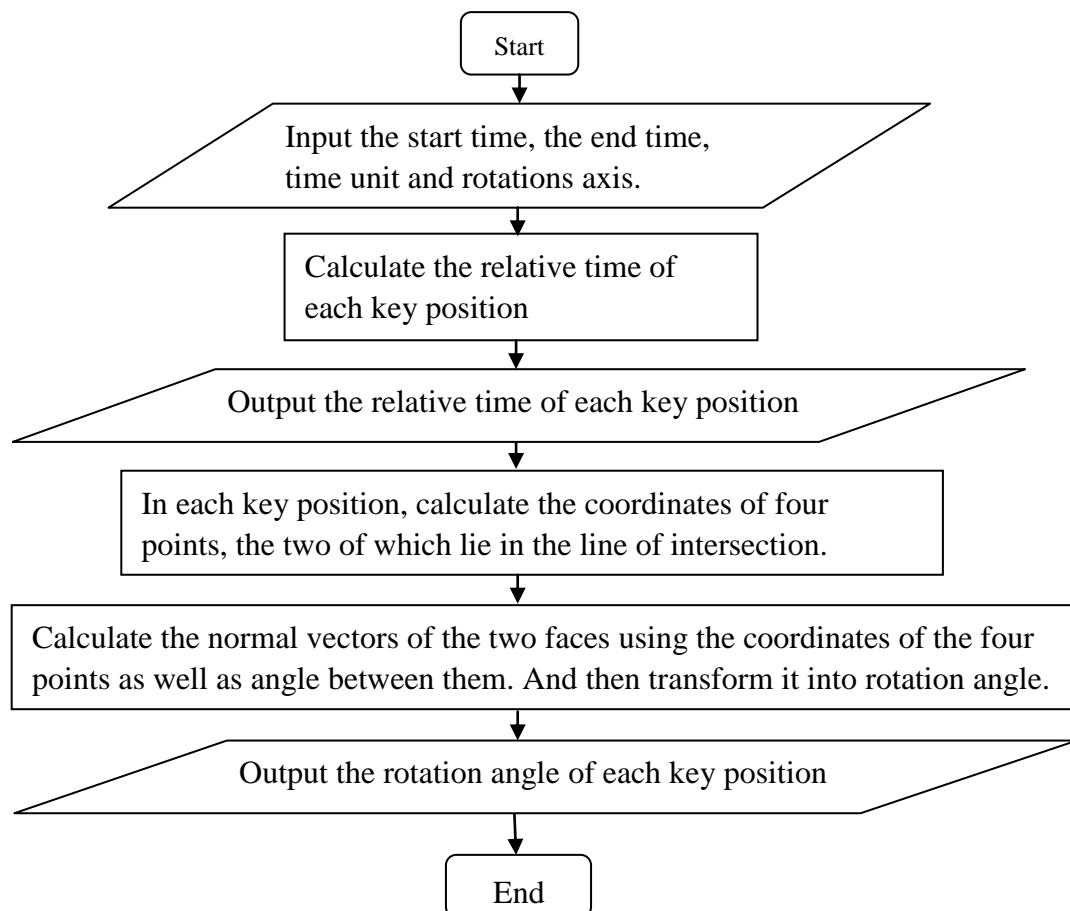 Start
Input the start time, the end time,
time unit and rotations axis.
Calculate the relative time of
each key position
Output the relative time of each key position
In each key position, calculate the coordinates of four
points, the two of which lie in the line of intersection.
Calculate the normal vectors of the two faces using the coordinates of the four
points as well as angle between them. And then transform it into rotation angle.
Output the rotation angle of each key position
End